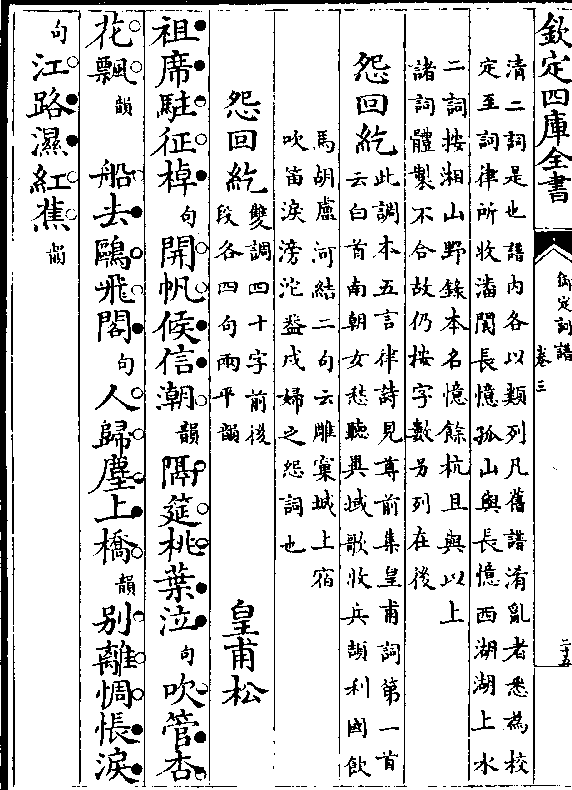 欽定四庫全書
御定詞譜 卷三
二十五
清二詞是也譜内各以類列凡舊譜淆亂者悉為校
定至詞律所收潘閬長憶孤山與長憶西湖湖上水
二詞按湘山野錄本名憶餘杭且與以上
諸詞體製不合故仍按字數另列在後
怨回紇 此調本五言律詩見尊前集皇甫詞第一首
云白首南朝女愁聽異域歌收兵頡利國飲
馬胡盧河結二句云雕窠城上宿
吹笛淚滂沱蓋戍婦之怨詞也
怨回紇 雙調四十字前後
段各四句兩平韻
皇甫松
祖席駐征棹句開帆候信潮韻隔筵桃葉泣句吹管杏
花飄韻 船去鷗飛閣句人歸塵上橋韻别離惆悵淚
句江路濕紅蕉韻